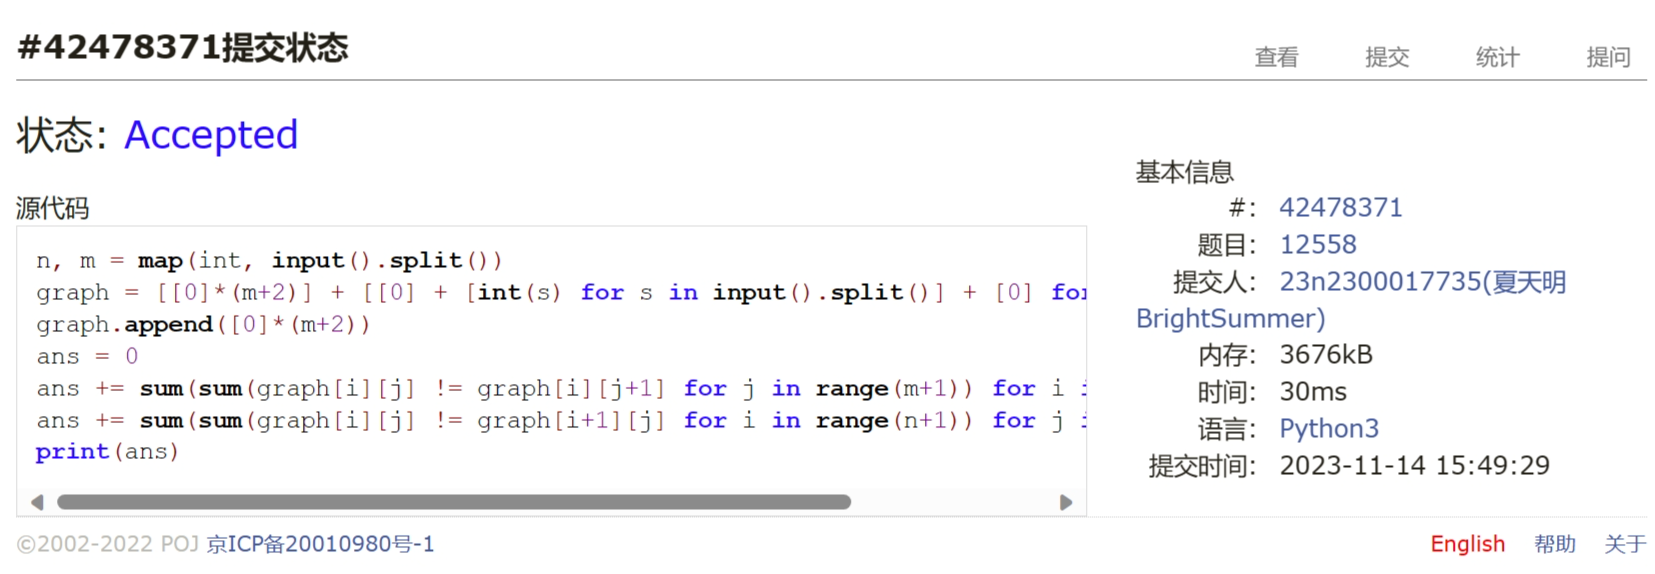 #42478371提交状态
查看 提交 统计 提问
状态: Accepted
源代码
n, m = map(int, input().split())
graph = [[0]*(m+2)] + [[0] + [int(s) for s in input().split()] + [0] for
graph.append([0]*(m+2))
ans = 0
ans += sum(sum(graph[i][j] != graph[i][j+1] for j in range(m+1)) for i
ans += sum(sum(graph[i][j] != graph[i+1][j] for i in range(n+1)) for j
print(ans)
基本信息
#: 42478371
题目: 12558
提交人: 23n2300017735(夏天明
BrightSummer)
内存: 3676kB
时间: 30ms
语言: Python3
提交时间: 2023-11-14 15:49:29
©2002-2022 POJ 京ICP备20010980号-1
English 帮助 关于